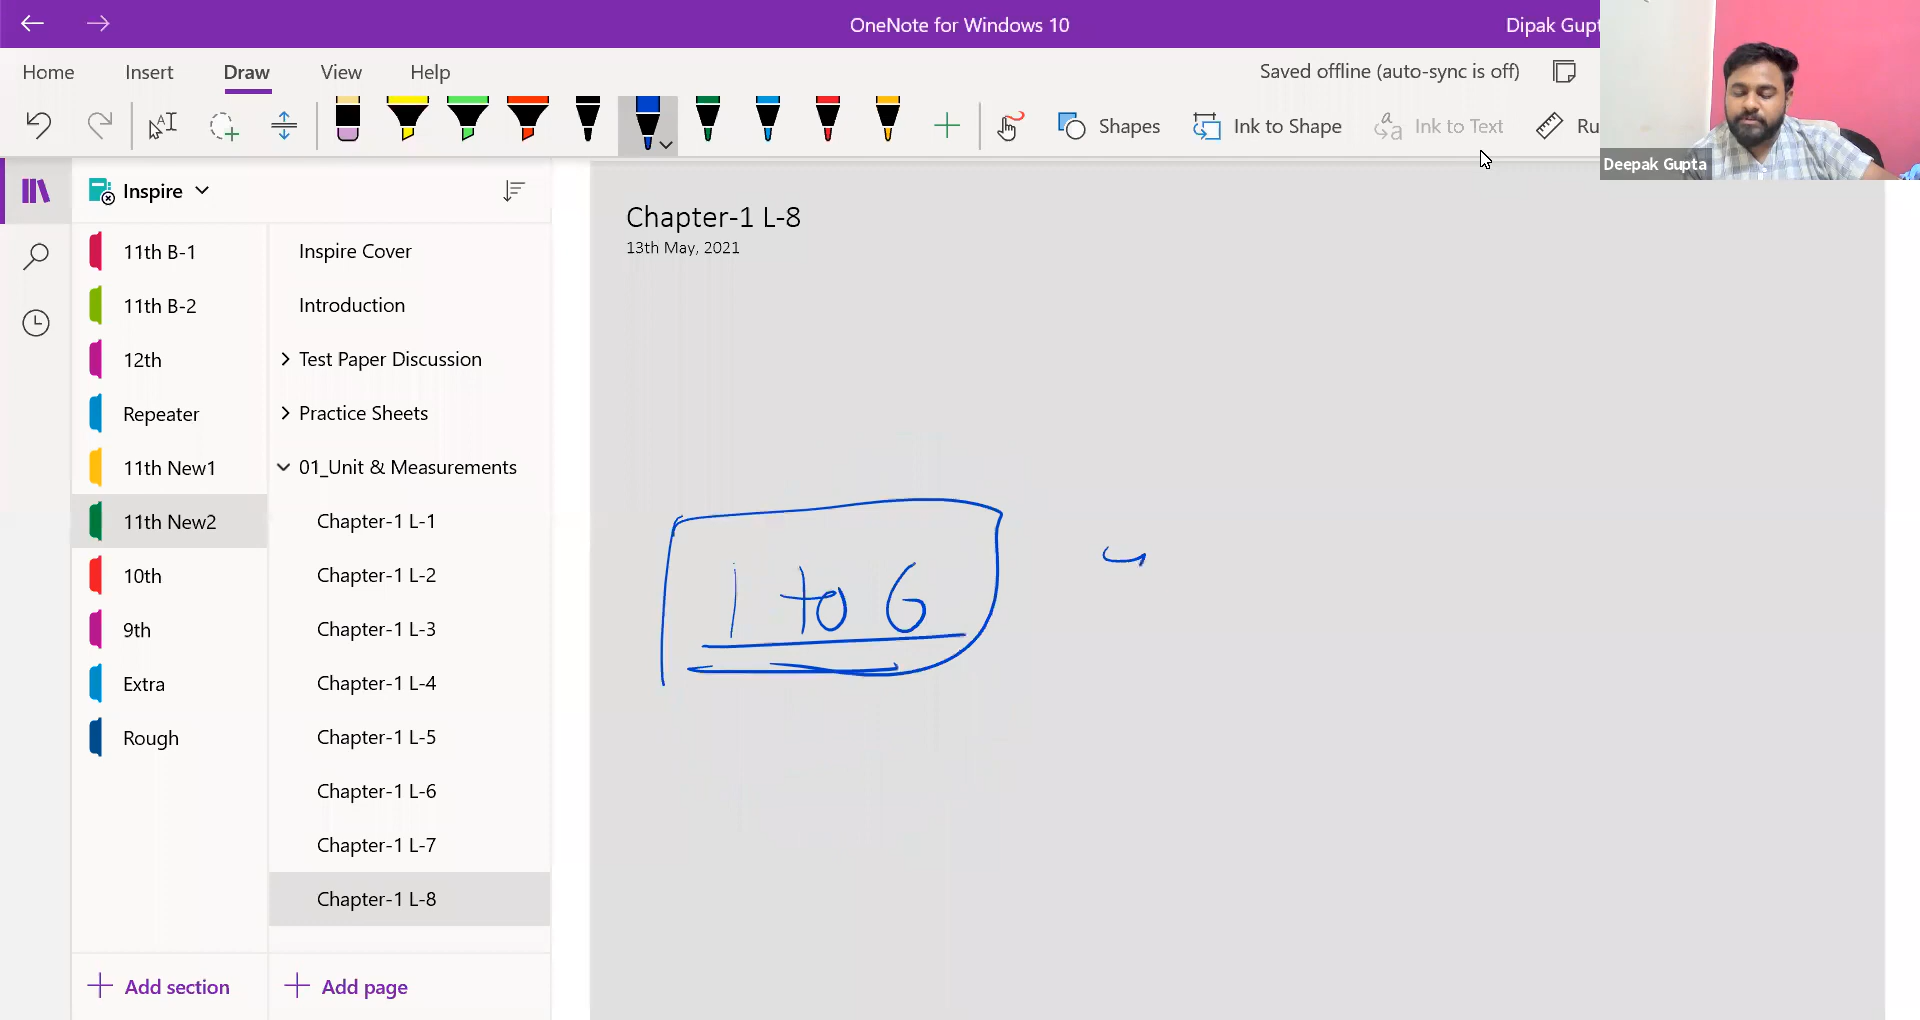 OneNote for Windows 10
Dipak Gupt
Home
Insert
Draw
View
Help
Saved offline (auto-sync is off)
Shapes
Ink to Shape
Ink to Text
Ru
Deepak Gupta
Inspire
11th B-1
11th B-2
12th
Repeater
11th New1
11th New2
10th
9th
Extra
Rough
Add section
Inspire Cover
Introduction
Test Paper Discussion
Practice Sheets
01_Unit & Measurements
Chapter-1 L-1
Chapter-1 L-2
Chapter-1 L-3
Chapter-1 L-4
Chapter-1 L-5
Chapter-1 L-6
Chapter-1 L-7
Chapter-1 L-8
Add page
Chapter-1 L-8
13th May, 2021
1 to 6